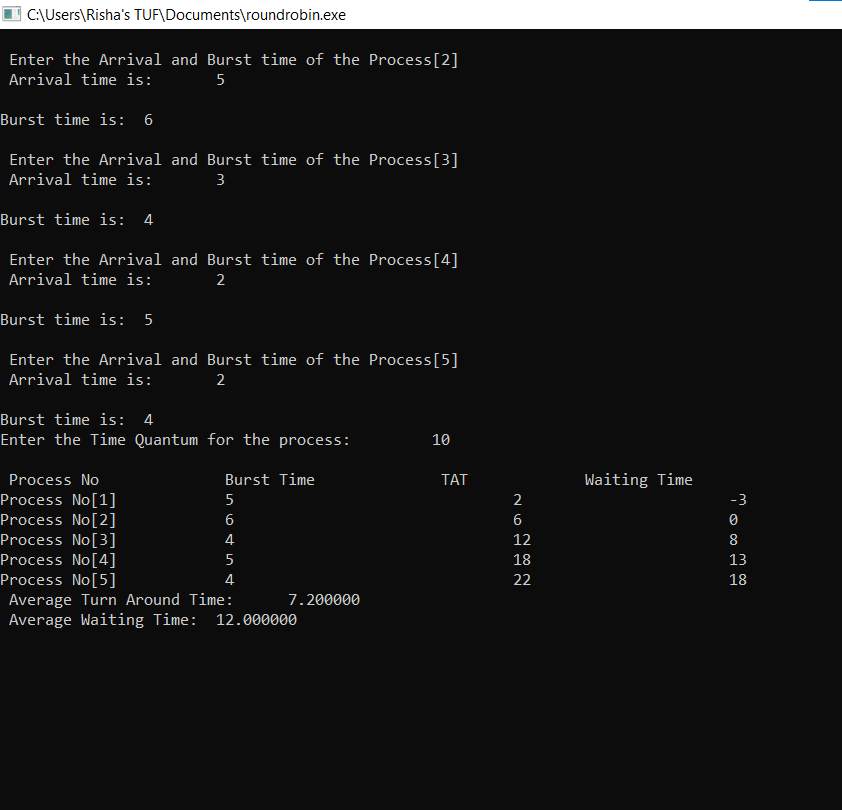 C:\Users\Risha's TUF\Documents\roundrobin.exe
Enter the Arrival and Burst time of the Process[2]
Arrival time is: 5
Burst time is: 6
Enter the Arrival and Burst time of the Process[3]
Arrival time is: 3
Burst time is: 4
Enter the Arrival and Burst time of the Process[4]
Arrival time is: 2
Burst time is: 5
Enter the Arrival and Burst time of the Process[5]
Arrival time is: 2
Burst time is: 4
Enter the Time Quantum for the process: 10
Process No Burst Time TAT Waiting Time
Process No[1] 5 2 -3
Process No[2] 6 6 0
Process No[3] 4 12 8
Process No[4] 5 18 13
Process No[5] 4 22 18
Average Turn Around Time: 7.200000
Average Waiting Time: 12.000000